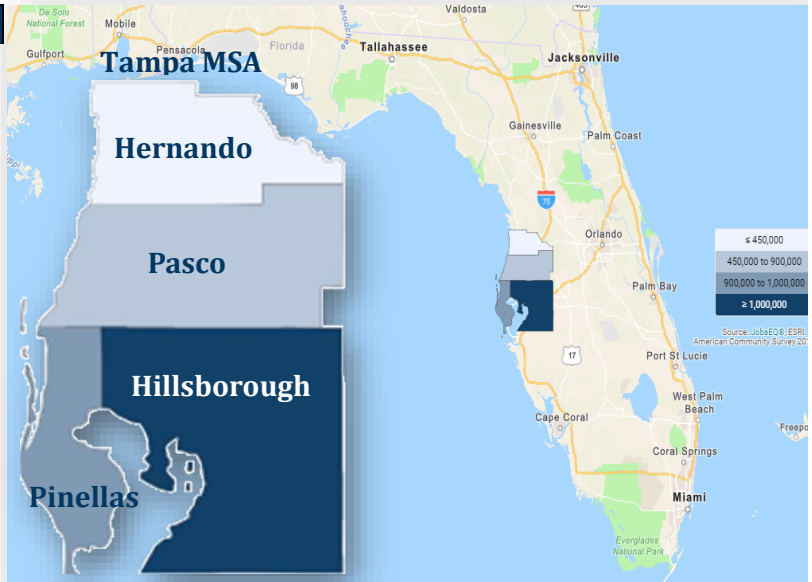 De Soto
National Forest
Mobile
Gulfport
Pensacola
Florida
Tallahassee
Valdosta
98
Jacksonville
Tampa MSA
Hernando
Pasco
Hillsborough
Pinellas
Gainesville
Palm Coast
75
Orlando
≤ 450,000
450,000 to 900,000
900,000 to 1,000,000
≥ 1,000,000
Source: JobsEQ®, ESRI,
American Community Survey 201
Palm Bay
17
Port St Lucie
West Palm
Beach
Cape Coral
Coral Springs
Freepo
Miami
Everglades
National Park